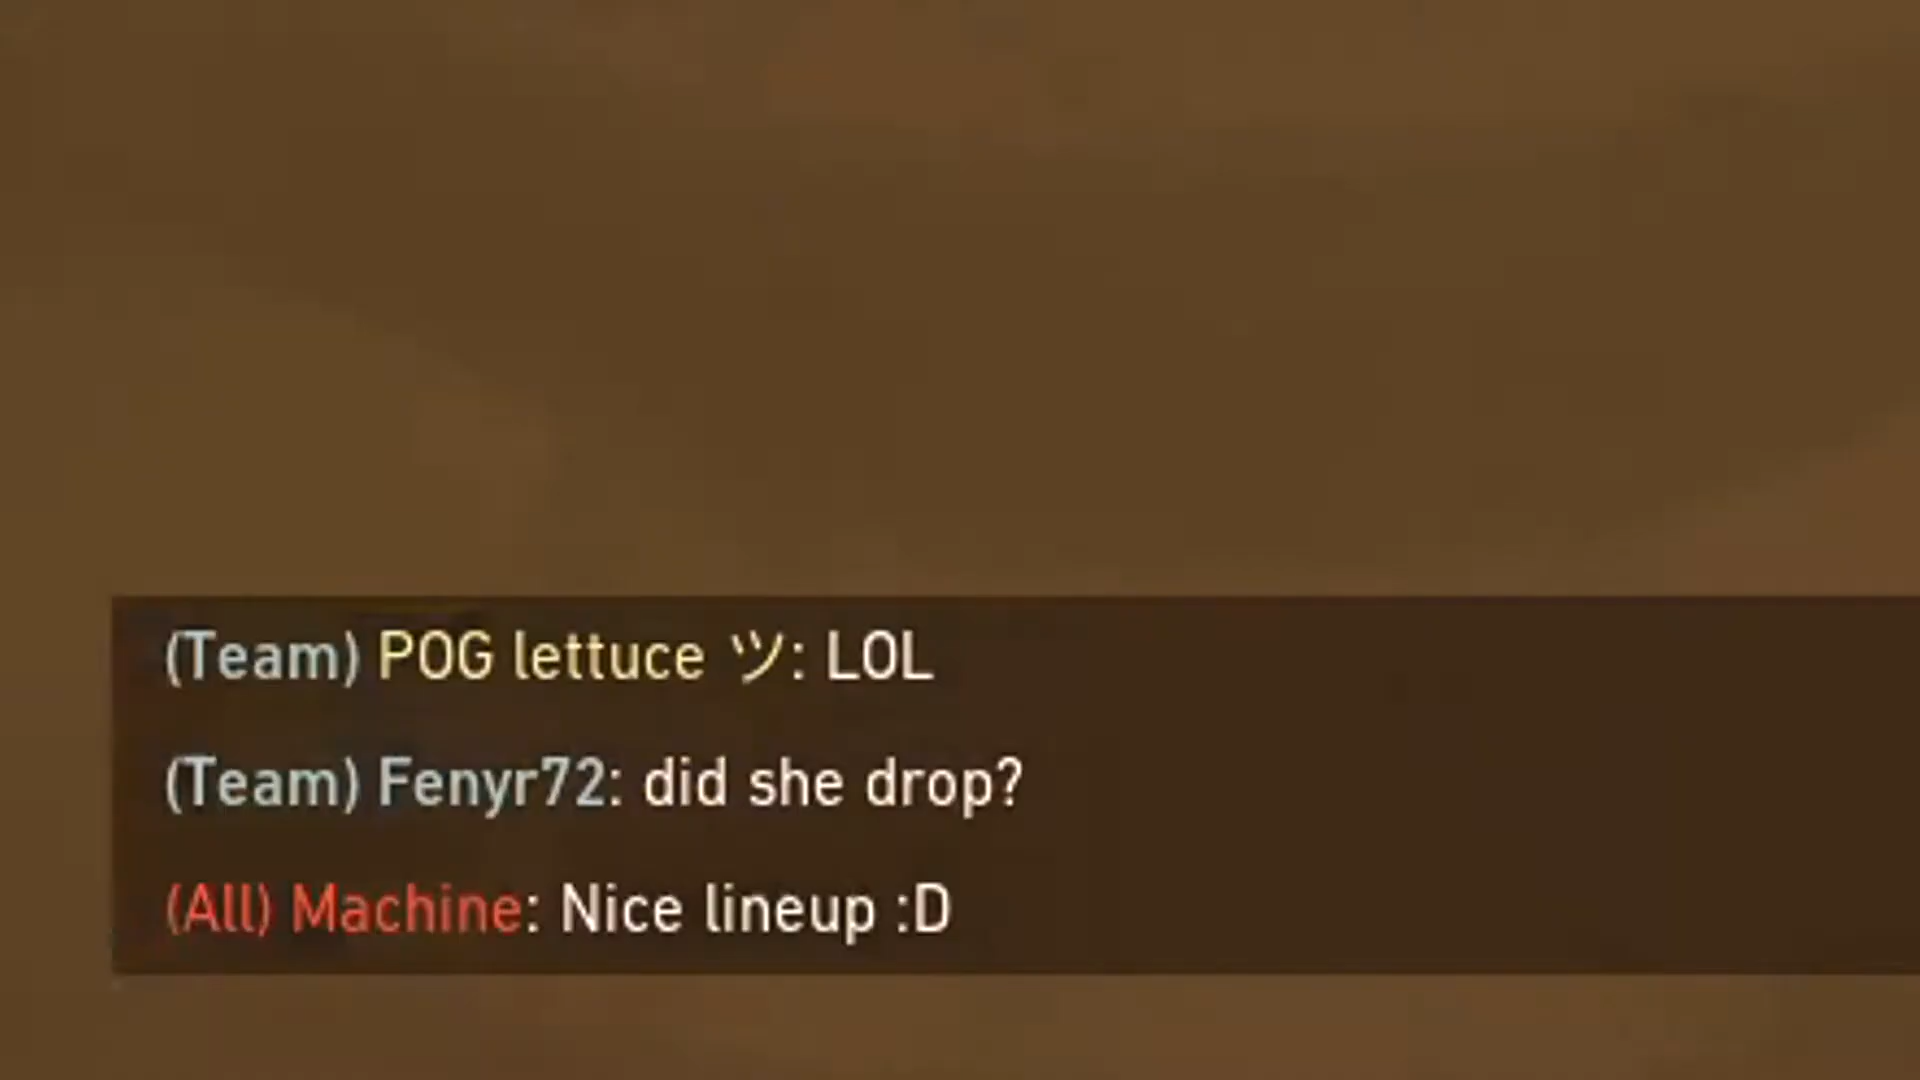 (Team) POG lettuce ツ: LOL
(Team) Fenyr72: did she drop?
(All) Machine: Nice lineup :D